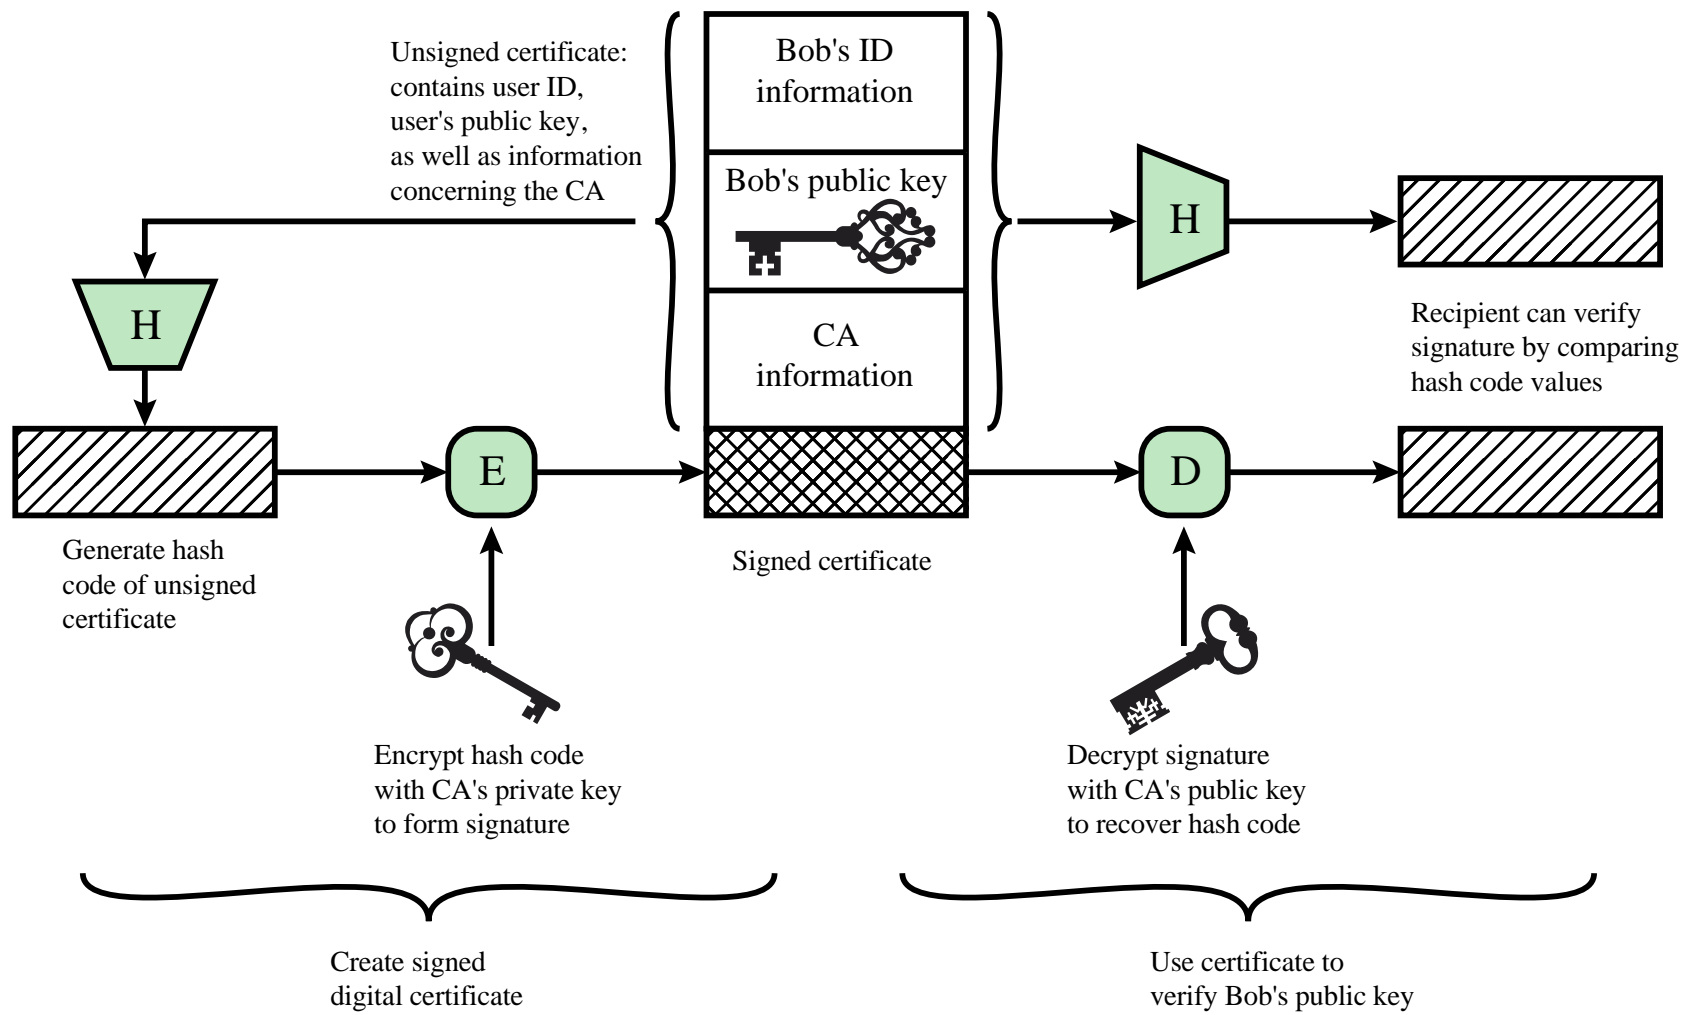 Unsigned certificate:
contains user ID,
user's public key,
as well as information
concerning the CA
Bob's ID
information
Bob's public key
CA
information
H
H
Recipient can verify
signature by comparing
hash code values
E
D
Generate hash
code of unsigned
certificate
Signed certificate
Encrypt hash code
with CA's private key
to form signature
Decrypt signature
with CA's public key
to recover hash code
Create signed
digital certificate
Use certificate to
verify Bob's public key